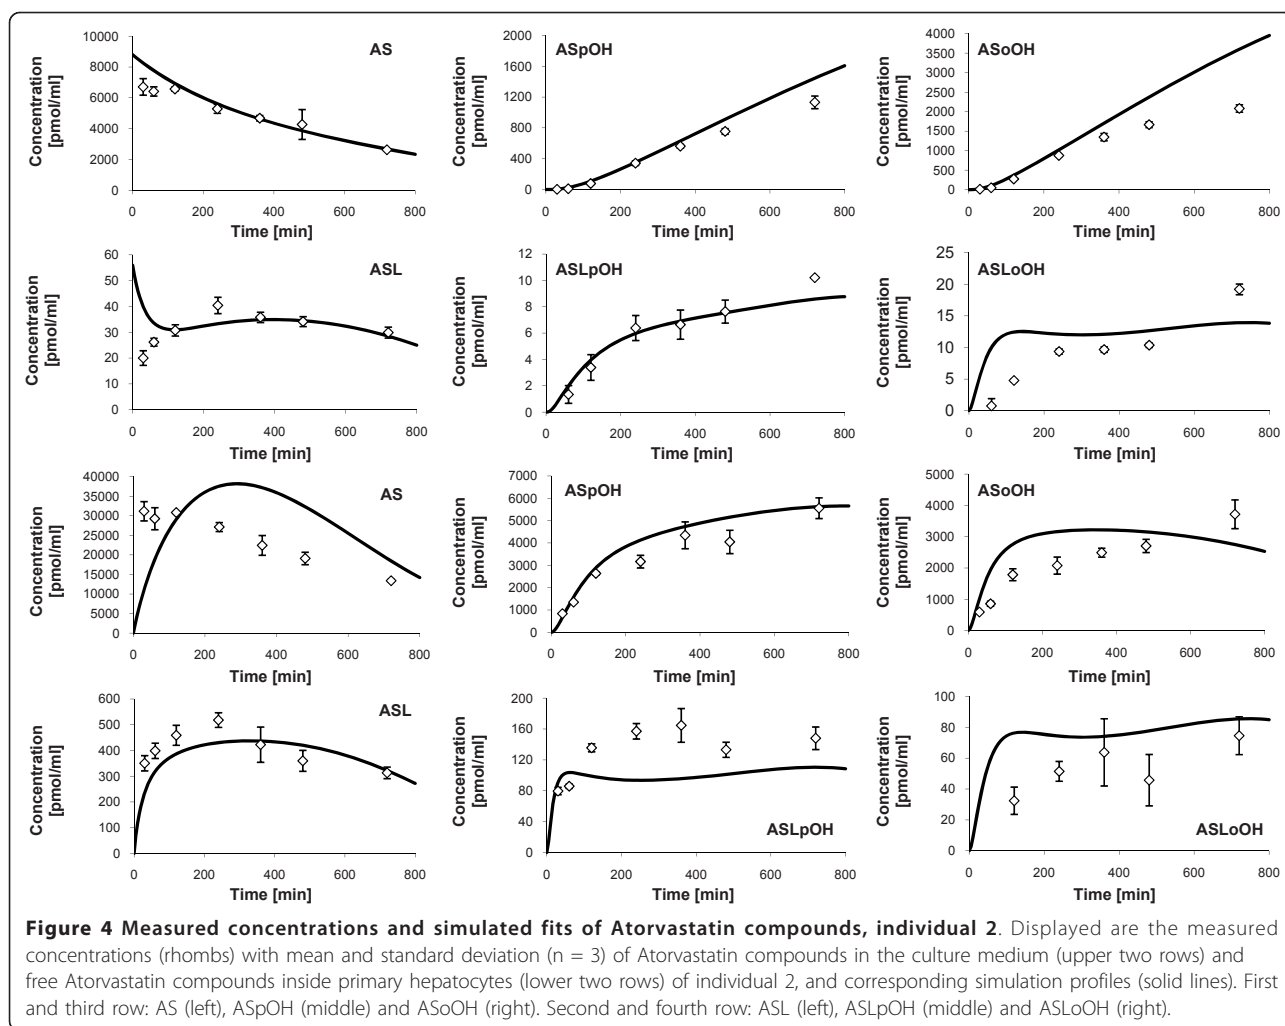 AS
Concentration
[pmol/ml]
10000
8000
6000
4000
2000
0
0 200 400 600 800
Time [min]
ASpOH
Concentration
[pmol/ml]
2000
1600
1200
800
400
0
0 200 400 600 800
Time [min]
ASoOH
Concentration
[pmol/ml]
4000
3500
3000
2500
2000
1500
1000
500
0
0 200 400 600 800
Time [min]
ASL
Concentration
[pmol/ml]
60
50
40
30
20
10
0
0 200 400 600 800
Time [min]
ASLpOH
Concentration
[pmol/ml]
12
10
8
6
4
2
0
0 200 400 600 800
Time [min]
ASLoOH
Concentration
[pmol/ml]
25
20
15
10
5
0
0 200 400 600 800
Time [min]
AS
Concentration
[pmol/ml]
40000
35000
30000
25000
20000
15000
10000
5000
0
0 200 400 600 800
Time [min]
ASpOH
Concentration
[pmol/ml]
7000
6000
5000
4000
3000
2000
1000
0
0 200 400 600 800
Time [min]
ASoOH
Concentration
[pmol/ml]
5000
4000
3000
2000
1000
0
0 200 400 600 800
Time [min]
ASL
Concentration
[pmol/ml]
600
500
400
300
200
100
0
0 200 400 600 800
Time [min]
ASLpOH
Concentration
[pmol/ml]
200
160
120
80
40
0
0 200 400 600 800
Time [min]
ASLoOH
Concentration
[pmol/ml]
100
80
60
40
20
0
0 200 400 600 800
Time [min]
Figure 4 Measured concentrations and simulated fits of Atorvastatin compounds, individual 2. Displayed are the measured
concentrations (rhombs) with mean and standard deviation (n = 3) of Atorvastatin compounds in the culture medium (upper two rows) and
free Atorvastatin compounds inside primary hepatocytes (lower two rows) of individual 2, and corresponding simulation profiles (solid lines). First
and third row: AS (left), ASpOH (middle) and ASoOH (right). Second and fourth row: ASL (left), ASLpOH (middle) and ASLoOH (right).